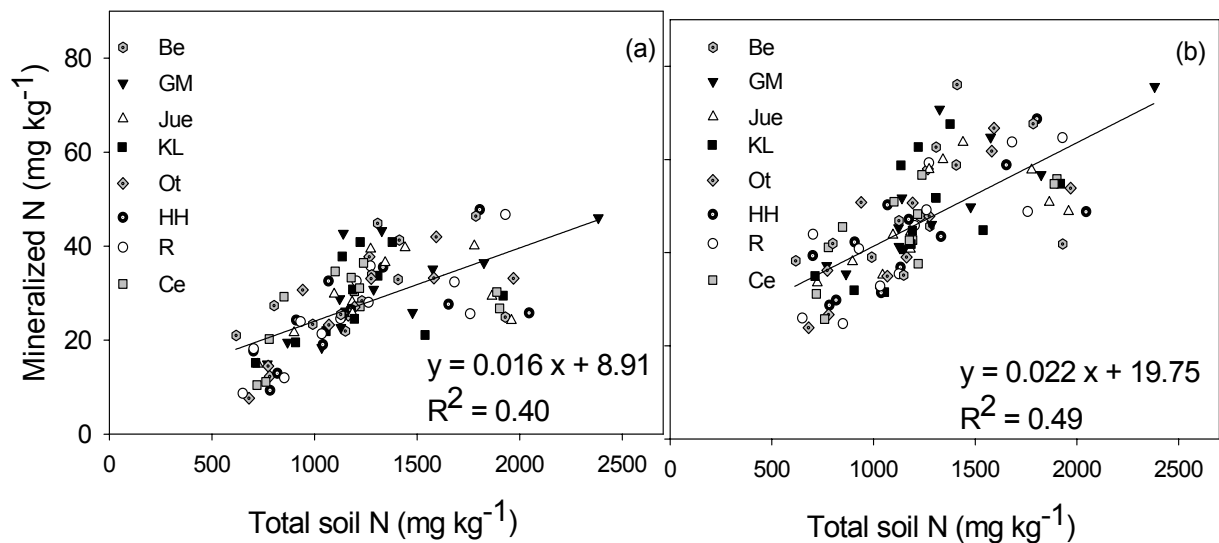 (a)
Be
GM
Jue
KL
Ot
HH
R
Ce
y = 0.016 x + 8.91
R² = 0.40
80
60
40
20
0
Mineralized N (mg kg⁻¹)
0 500 1000 1500 2000 2500
Total soil N (mg kg⁻¹)
(b)
Be
GM
Jue
KL
Ot
HH
R
Ce
y = 0.022 x + 19.75
R² = 0.49
0 500 1000 1500 2000 2500
Total soil N (mg kg⁻¹)